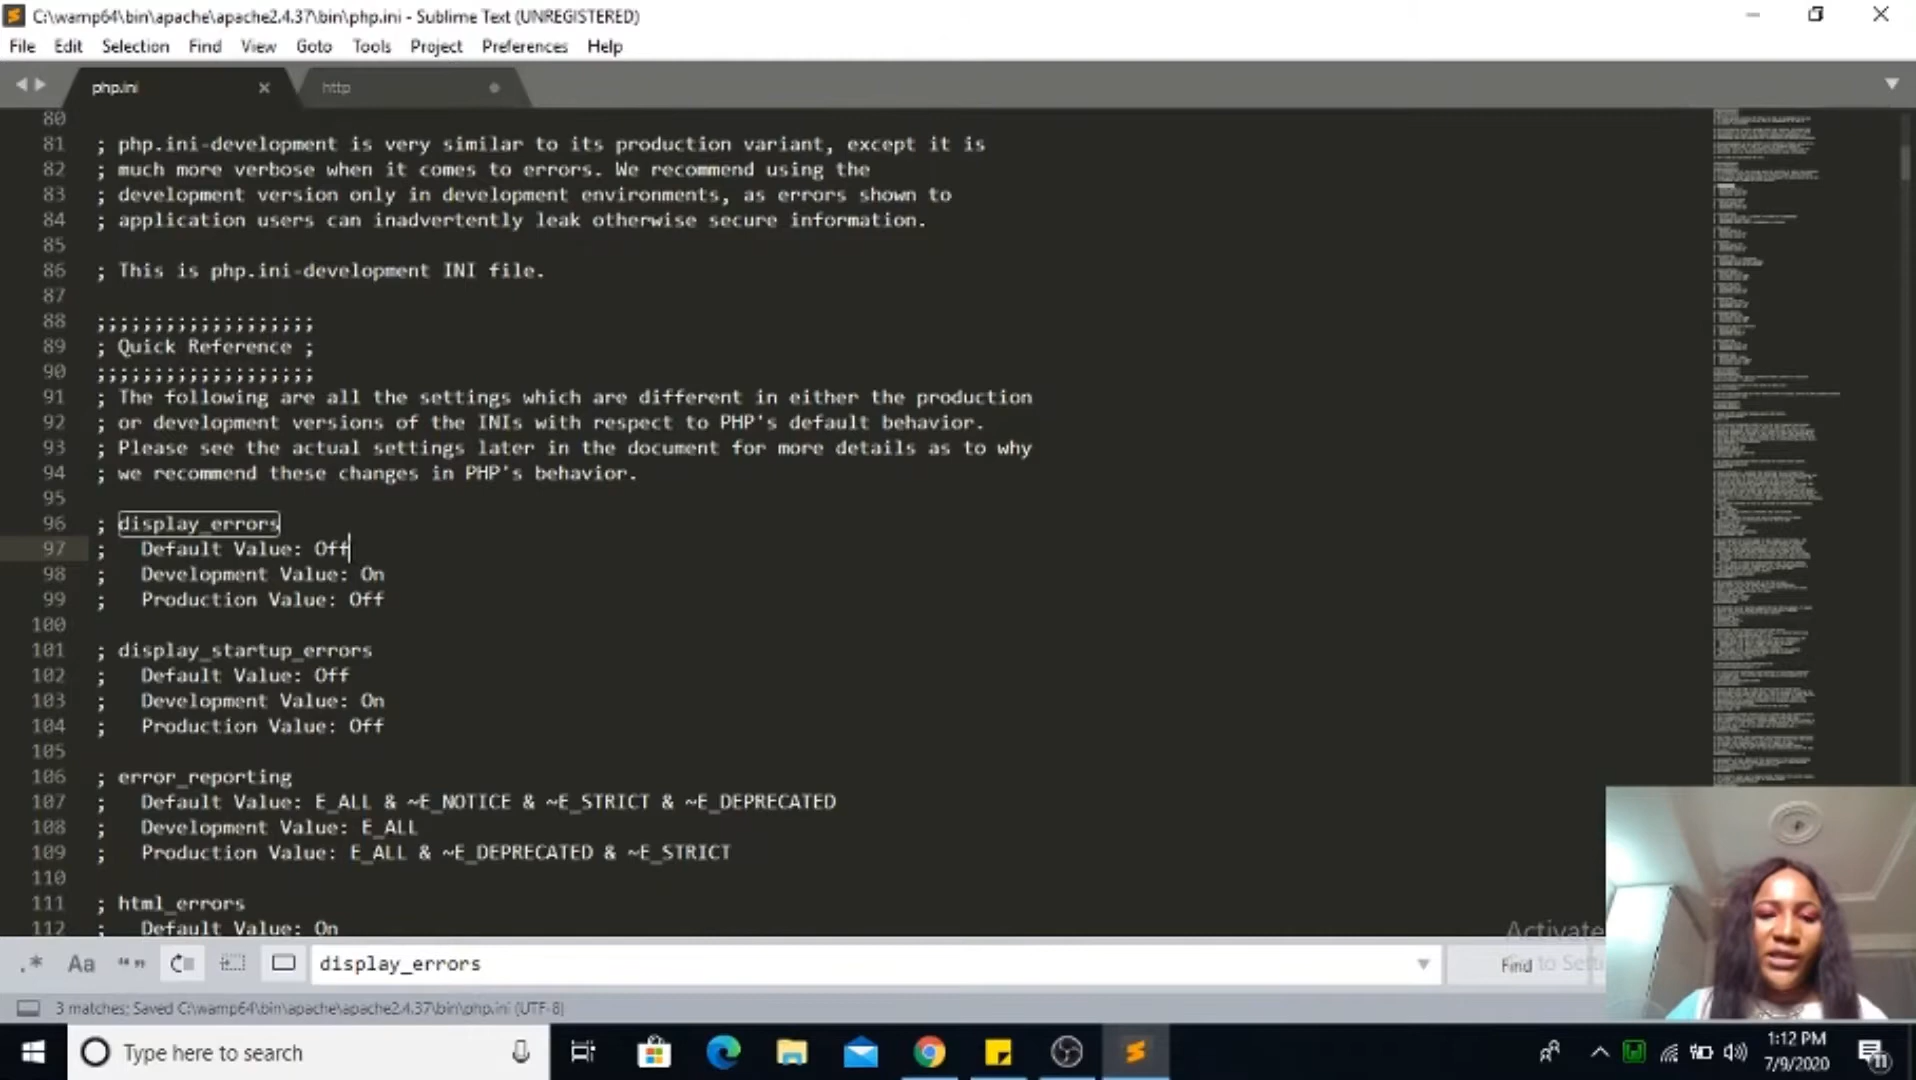 C:\wamp64\bin\apache\apache2.4.37\bin\php.ini - Sublime Text (UNREGISTERED)
File Edit Selection Find View Goto Tools Project Preferences Help
php.ini × http
80
81 ; php.ini-development is very similar to its production variant, except it is
82 ; much more verbose when it comes to errors. We recommend using the
83 ; development version only in development environments, as errors shown to
84 ; application users can inadvertently leak otherwise secure information.
85
86 ; This is php.ini-development INI file.
87
88 ;;;;;;;;;;;;;;;;;;;
89 ; Quick Reference ;
90 ;;;;;;;;;;;;;;;;;;;
91 ; The following are all the settings which are different in either the production
92 ; or development versions of the INIs with respect to PHP's default behavior.
93 ; Please see the actual settings later in the document for more details as to why
94 ; we recommend these changes in PHP's behavior.
95
96 ; display_errors
97 ;   Default Value: Off
98 ;   Development Value: On
99 ;   Production Value: Off
100
101 ; display_startup_errors
102 ;   Default Value: Off
103 ;   Development Value: On
104 ;   Production Value: Off
105
106 ; error_reporting
107 ;   Default Value: E_ALL & ~E_NOTICE & ~E_STRICT & ~E_DEPRECATED
108 ;   Development Value: E_ALL
109 ;   Production Value: E_ALL & ~E_DEPRECATED & ~E_STRICT
110
111 ; html_errors
112 ;   Default Value: On
Activate
.* Aa “” display_errors Find to Setti
3 matches; Saved C:\wamp64\bin\apache\apache2.4.37\bin\php.ini (UTF-8)
Type here to search
1:12 PM
7/9/2020
11